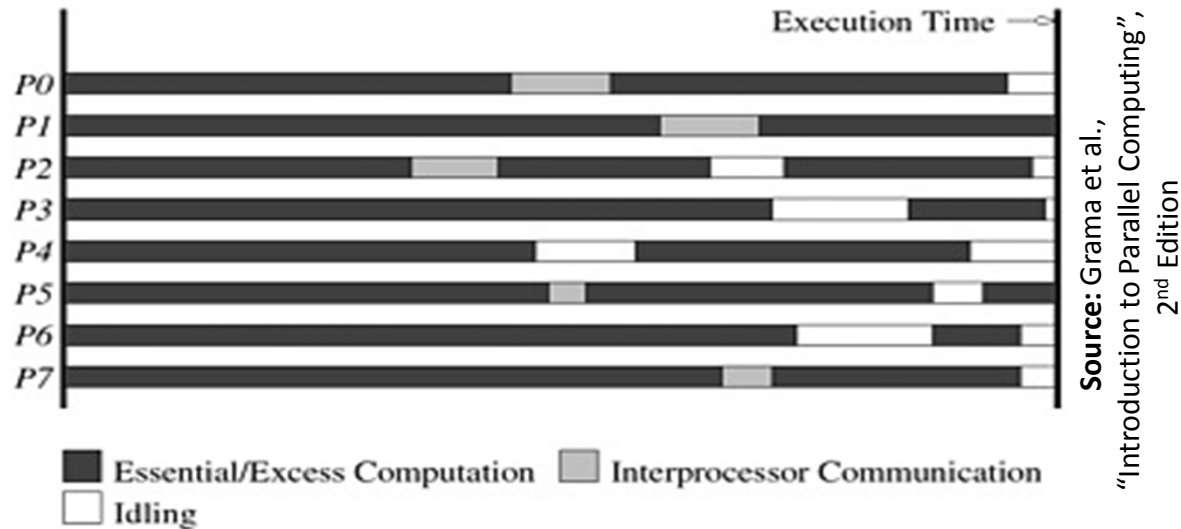 Execution Time
P0
P1
P2
P3
P4
P5
P6
P7
Essential/Excess Computation
Interprocessor Communication
Idling
Source: Grama et al.,
“Introduction to Parallel Computing”,
2nd Edition